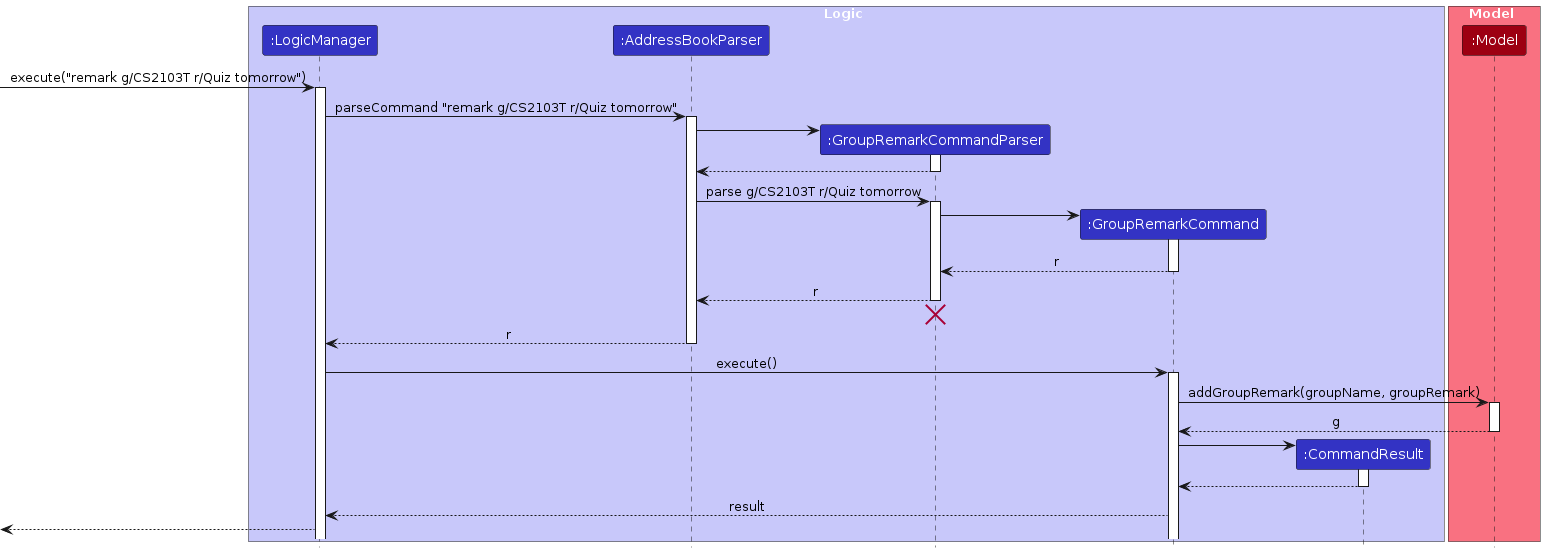 Logic
Model
:LogicManager
:AddressBookParser
:Model
execute("remark g/CS2103T r/Quiz tomorrow")
parseCommand "remark g/CS2103T r/Quiz tomorrow"
:GroupRemarkCommandParser
parse g/CS2103T r/Quiz tomorrow
:GroupRemarkCommand
r
r
r
execute()
addGroupRemark(groupName, groupRemark)
g
:CommandResult
result